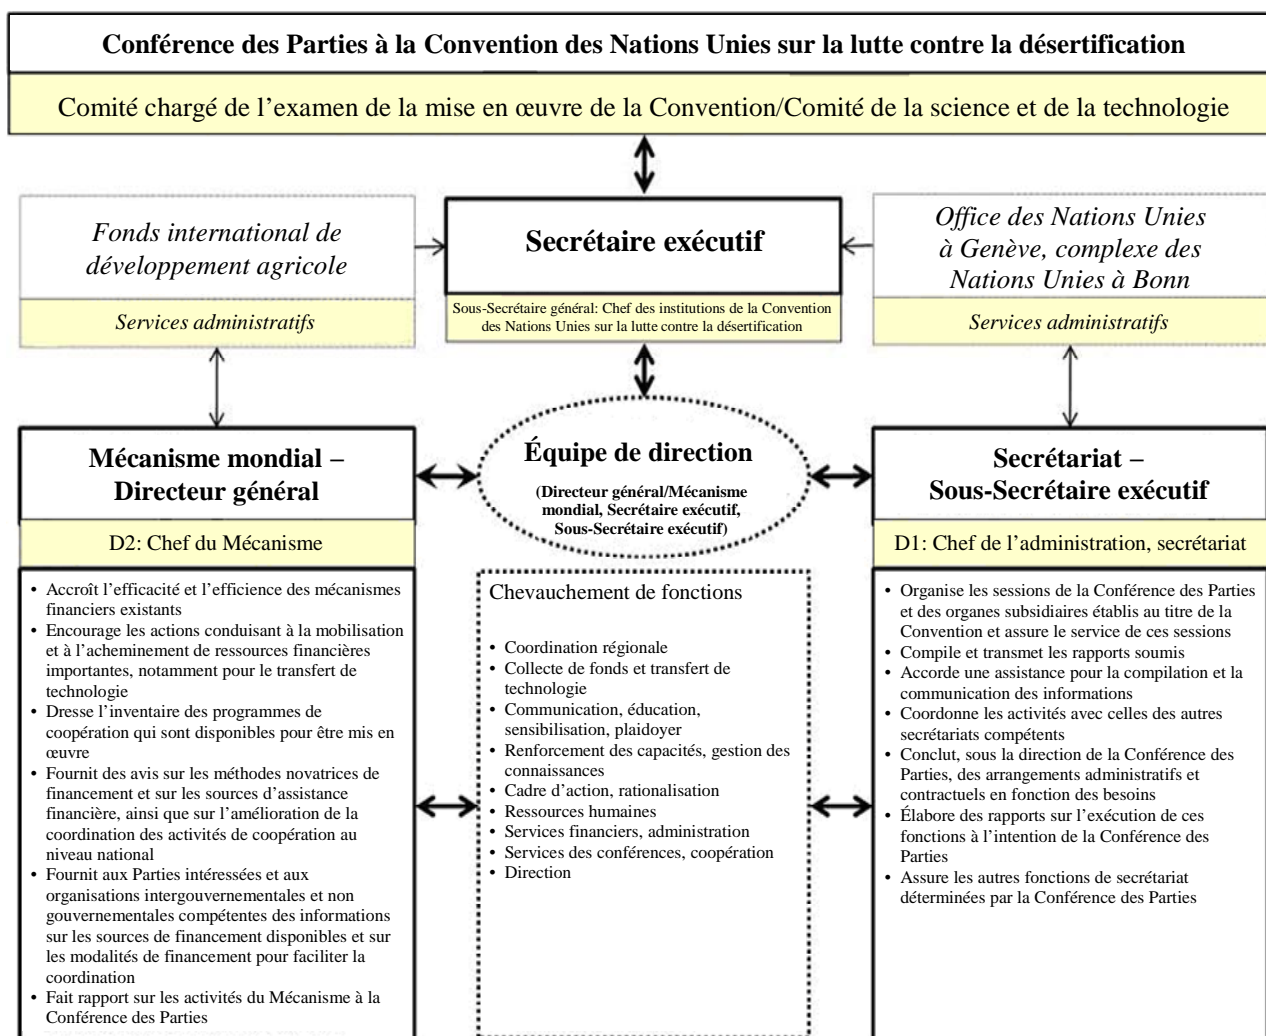 Conférence des Parties à la Convention des Nations Unies sur la lutte contre la désertification
Comité chargé de l’examen de la mise en œuvre de la Convention/Comité de la science et de la technologie
Fonds international de
développement agricole
Services administratifs
Secrétaire exécutif
Sous-Secrétaire général: Chef des institutions de la Convention
des Nations Unies sur la lutte contre la désertification
Office des Nations Unies
à Genève, complexe des
Nations Unies à Bonn
Services administratifs
Mécanisme mondial –
Directeur général
D2: Chef du Mécanisme
Équipe de direction
(Directeur général/Mécanisme
mondial, Secrétaire exécutif,
Sous-Secrétaire exécutif)
Secrétariat –
Sous-Secrétaire exécutif
D1: Chef de l’administration, secrétariat
• Accroît l’efficacité et l’efficience des mécanismes
financiers existants
• Encourage les actions conduisant à la mobilisation
et à l’acheminement de ressources financières
importantes, notamment pour le transfert de
technologie
• Dresse l’inventaire des programmes de
coopération qui sont disponibles pour être mis en
œuvre
• Fournit des avis sur les méthodes novatrices de
financement et sur les sources d’assistance
financière, ainsi que sur l’amélioration de la
coordination des activités de coopération au
niveau national
• Fournit aux Parties intéressées et aux
organisations intergouvernementales et non
gouvernementales compétentes des informations
sur les sources de financement disponibles et sur
les modalités de financement pour faciliter la
coordination
• Fait rapport sur les activités du Mécanisme à la
Conférence des Parties
Chevauchement de fonctions
• Coordination régionale
• Collecte de fonds et transfert de
technologie
• Communication, éducation,
sensibilisation, plaidoyer
• Renforcement des capacités, gestion des
connaissances
• Cadre d’action, rationalisation
• Ressources humaines
• Services financiers, administration
• Services des conférences, coopération
• Direction
• Organise les sessions de la Conférence des Parties
et des organes subsidiaires établis au titre de la
Convention et assure le service de ces sessions
• Compile et transmet les rapports soumis
• Accorde une assistance pour la compilation et la
communication des informations
• Coordonne les activités avec celles des autres
secrétariats compétents
• Conclut, sous la direction de la Conférence des
Parties, des arrangements administratifs et
contractuels en fonction des besoins
• Élabore des rapports sur l’exécution de ces
fonctions à l’intention de la Conférence des
Parties
• Assure les autres fonctions de secrétariat
déterminées par la Conférence des Parties